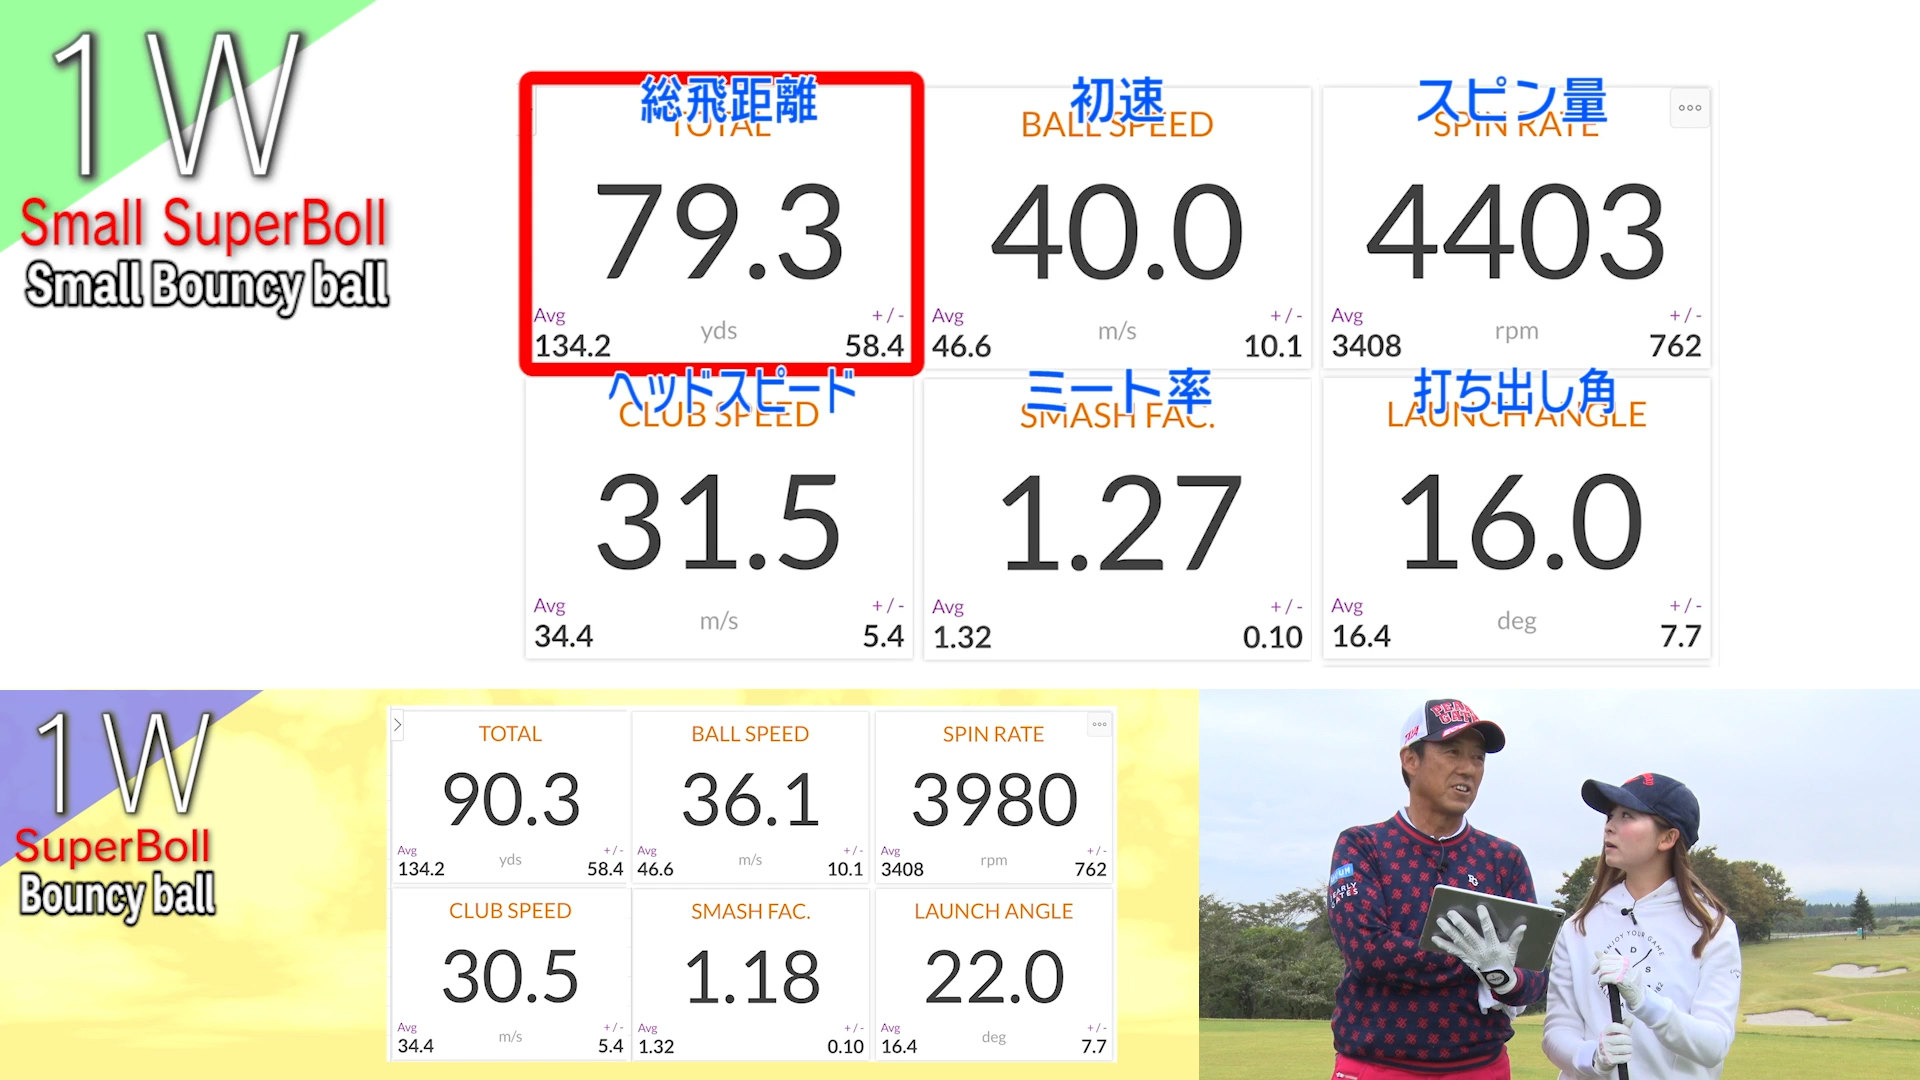 1W
Small SuperBoll
Small Bouncy ball
総飛距離
TOTAL
79.3
Avg
134.2
yds
+/-
58.4
初速
BALL SPEED
40.0
Avg
46.6
m/s
+/-
10.1
スピン量
SPIN RATE
4403
Avg
3408
rpm
+/-
762
ヘッドスピード
CLUB SPEED
31.5
Avg
34.4
m/s
+/-
5.4
ミート率
SMASH FAC.
1.27
Avg
1.32
+/-
0.10
打ち出し角
LAUNCH ANGLE
16.0
Avg
16.4
deg
+/-
7.7
1W
SuperBoll
Bouncy ball
TOTAL
90.3
Avg
134.2
yds
+/-
58.4
BALL SPEED
36.1
Avg
46.6
m/s
+/-
10.1
SPIN RATE
3980
Avg
3408
rpm
+/-
762
CLUB SPEED
30.5
Avg
34.4
m/s
+/-
5.4
SMASH FAC.
1.18
Avg
1.32
+/-
0.10
LAUNCH ANGLE
22.0
Avg
16.4
deg
+/-
7.7
PEARLY
GATES
ENJOY YOUR GAME
D
S